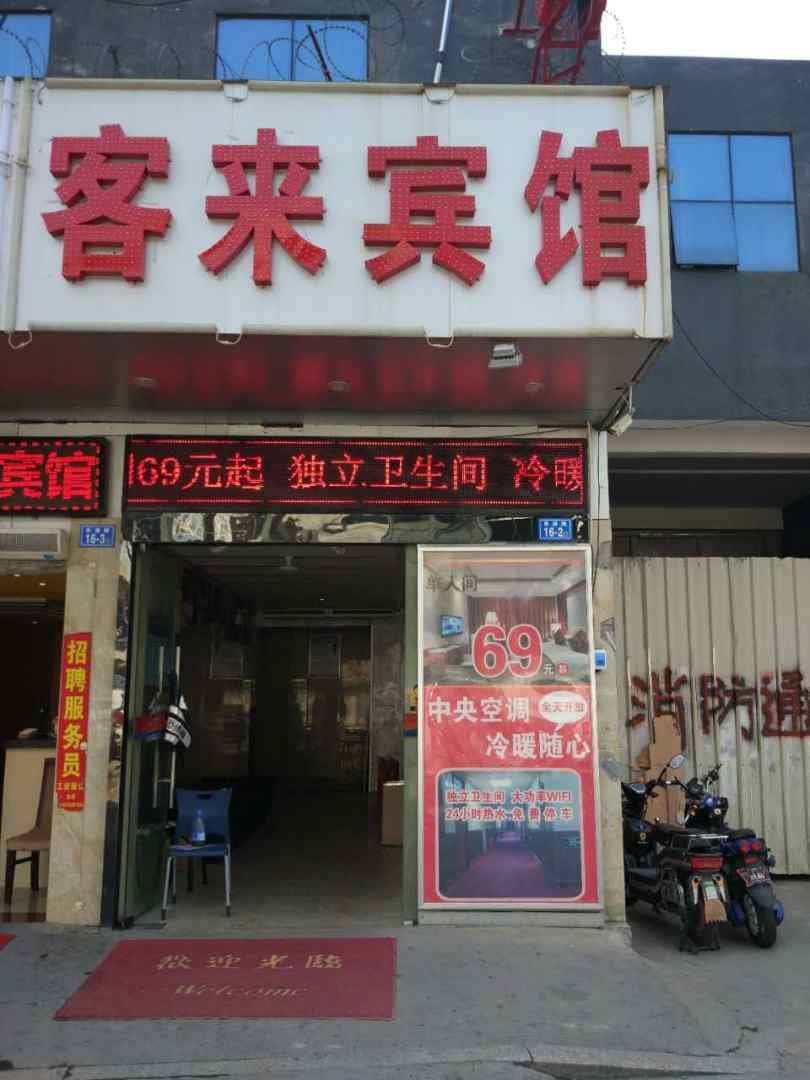 客来宾馆
宾馆
69元起 独立卫生间 冷暖
16-3
16-2
单人间
69元起
中央空调 全天开放
冷暖随心
独立卫生间 大功率WIFI
24小时热水 免费停车
招聘服务员
消防通
歡迎光臨
Welcome